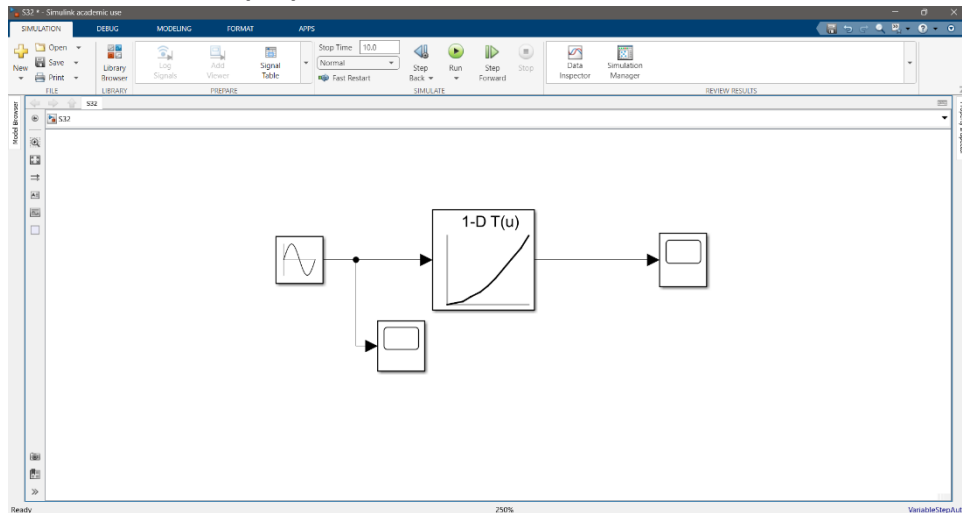 S32 * - Simulink academic use
SIMULATION DEBUG MODELING FORMAT APPS
New
Open
Save
Print
FILE
Library Browser
LIBRARY
Log Signals
Add Viewer
Signal Table
PREPARE
Stop Time 10.0
Normal
Fast Restart
Step Back
Run
Step Forward
Stop
SIMULATE
Data Inspector
Simulation Manager
REVIEW RESULTS
Model Browser
S32
S32
1-D T(u)
Ready
250%
VariableStepAut